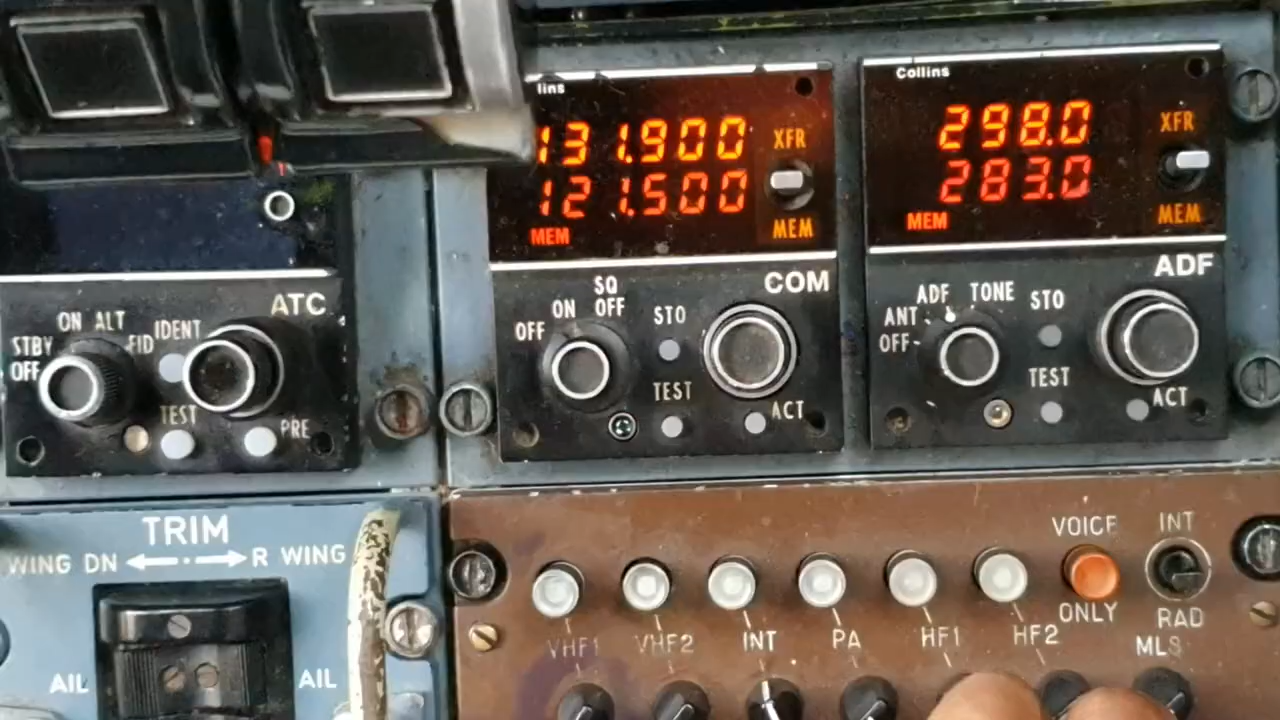 lins
131.900
121.500
MEM
XFR
MEM
COM
OFF
ON
SQ
OFF
STO
TEST
ACT
Collins
298.0
283.0
MEM
XFR
MEM
ADF
OFF
ANT
ADF
TONE
STO
TEST
ACT
ATC
STBY
OFF
ON
ALT
IDENT
TEST
PRE
TRIM
WING DN
R WING
AIL
AIL
VHF1
VHF2
INT
PA
HF1
HF2
VOICE
ONLY
INT
RAD
MLS